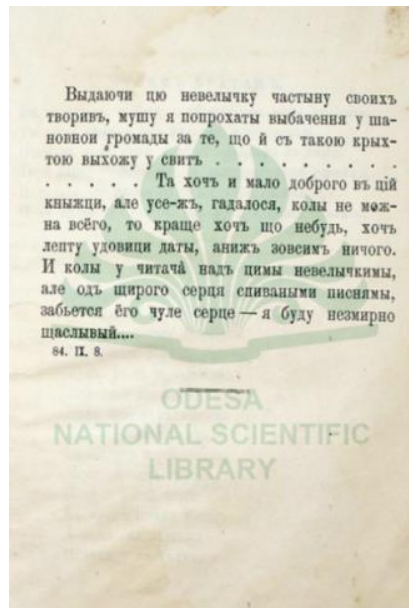 Выдаючи цю невелычку частыну своихъ
творивъ, мушу я попрохаты выбачення у ша-
новнои громады за те, що й съ такою крых-
тою выхожу у свитъ . . . . . . . . .
. . . . . Та хочъ и мало доброго въ цій
кныжци, але усе-жъ, гадалося, колы не мож-
на всёго, то краще хочъ що небудь, хочъ
лепту удовици даты, анижъ зовсимъ ничого.
И колы у читача̀ надъ цимы невелычкимы,
але одъ щирого серця спиваными писнямы,
забьется ёго чуле серце — я буду незмирно
щаслывый....
84. IX. 8.
ODESA
NATIONAL SCIENTIFIC
LIBRARY